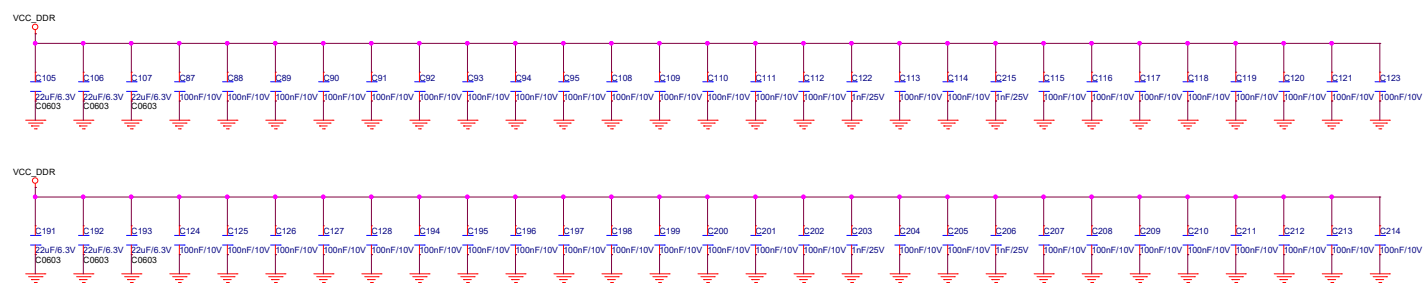 VCC_DDR
C105 C106 C107 C87 C88 C89 C90 C91 C92 C93 C94 C95 C108 C109 C110 C111 C112 C122 C113 C114 C215 C115 C116 C117 C118 C119 C120 C121 C123
22uF/6.3V 22uF/6.3V 22uF/6.3V 100nF/10V 100nF/10V 100nF/10V 100nF/10V 100nF/10V 100nF/10V 100nF/10V 100nF/10V 100nF/10V 100nF/10V 100nF/10V 100nF/10V 100nF/10V 100nF/10V 1nF/25V 100nF/10V 100nF/10V 1nF/25V 100nF/10V 100nF/10V 100nF/10V 100nF/10V 100nF/10V 100nF/10V 100nF/10V 100nF/10V
C0603 C0603 C0603
VCC_DDR
C191 C192 C193 C124 C125 C126 C127 C128 C194 C195 C196 C197 C198 C199 C200 C201 C202 C203 C204 C205 C206 C207 C208 C209 C210 C211 C212 C213 C214
22uF/6.3V 22uF/6.3V 22uF/6.3V 100nF/10V 100nF/10V 100nF/10V 100nF/10V 100nF/10V 100nF/10V 100nF/10V 100nF/10V 100nF/10V 100nF/10V 100nF/10V 100nF/10V 100nF/10V 100nF/10V 1nF/25V 100nF/10V 100nF/10V 1nF/25V 100nF/10V 100nF/10V 100nF/10V 100nF/10V 100nF/10V 100nF/10V 100nF/10V 100nF/10V
C0603 C0603 C0603